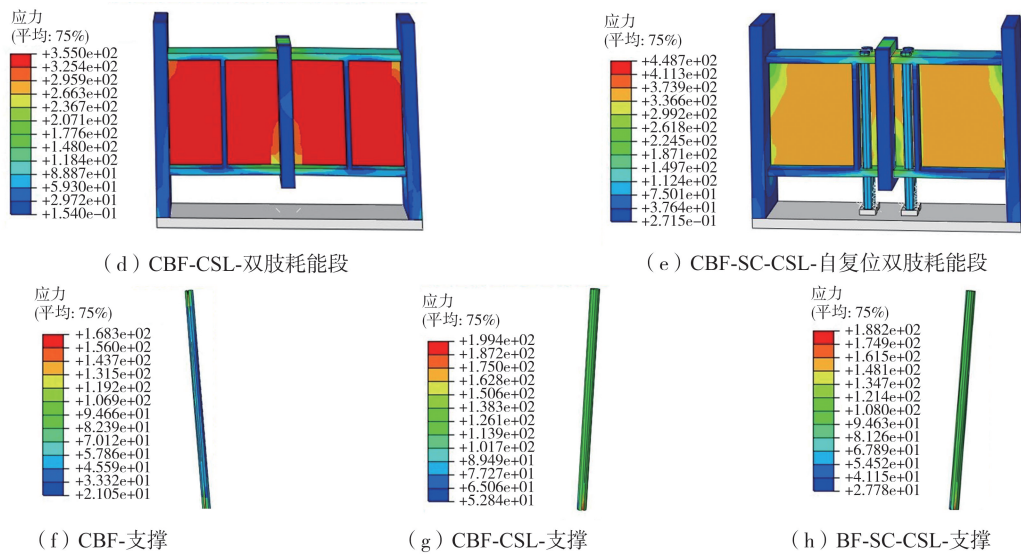 应力
(平均: 75%)
+3.550e+02
+3.254e+02
+2.959e+02
+2.663e+02
+2.367e+02
+2.071e+02
+1.776e+02
+1.480e+02
+1.184e+02
+8.887e+01
+5.930e+01
+2.972e+01
+1.540e−01
(d) CBF-CSL-双肢耗能段
应力
(平均: 75%)
+4.487e+02
+4.113e+02
+3.739e+02
+3.366e+02
+2.992e+02
+2.618e+02
+2.245e+02
+1.871e+02
+1.497e+02
+1.124e+02
+7.501e+01
+3.764e+01
+2.715e−01
(e) CBF-SC-CSL-自复位双肢耗能段
应力
(平均: 75%)
+1.683e+02
+1.560e+02
+1.437e+02
+1.315e+02
+1.192e+02
+1.069e+02
+9.466e+01
+8.239e+01
+7.012e+01
+5.786e+01
+4.559e+01
+3.332e+01
+2.105e+01
(f) CBF-支撑
应力
(平均: 75%)
+1.994e+02
+1.872e+02
+1.750e+02
+1.628e+02
+1.506e+02
+1.383e+02
+1.261e+02
+1.139e+02
+1.017e+02
+8.949e+01
+7.727e+01
+6.506e+01
+5.284e+01
(g) CBF-CSL-支撑
应力
(平均: 75%)
+1.882e+02
+1.749e+02
+1.615e+02
+1.481e+02
+1.347e+02
+1.214e+02
+1.080e+02
+9.463e+01
+8.126e+01
+6.789e+01
+5.452e+01
+4.115e+01
+2.778e+01
(h) BF-SC-CSL-支撑